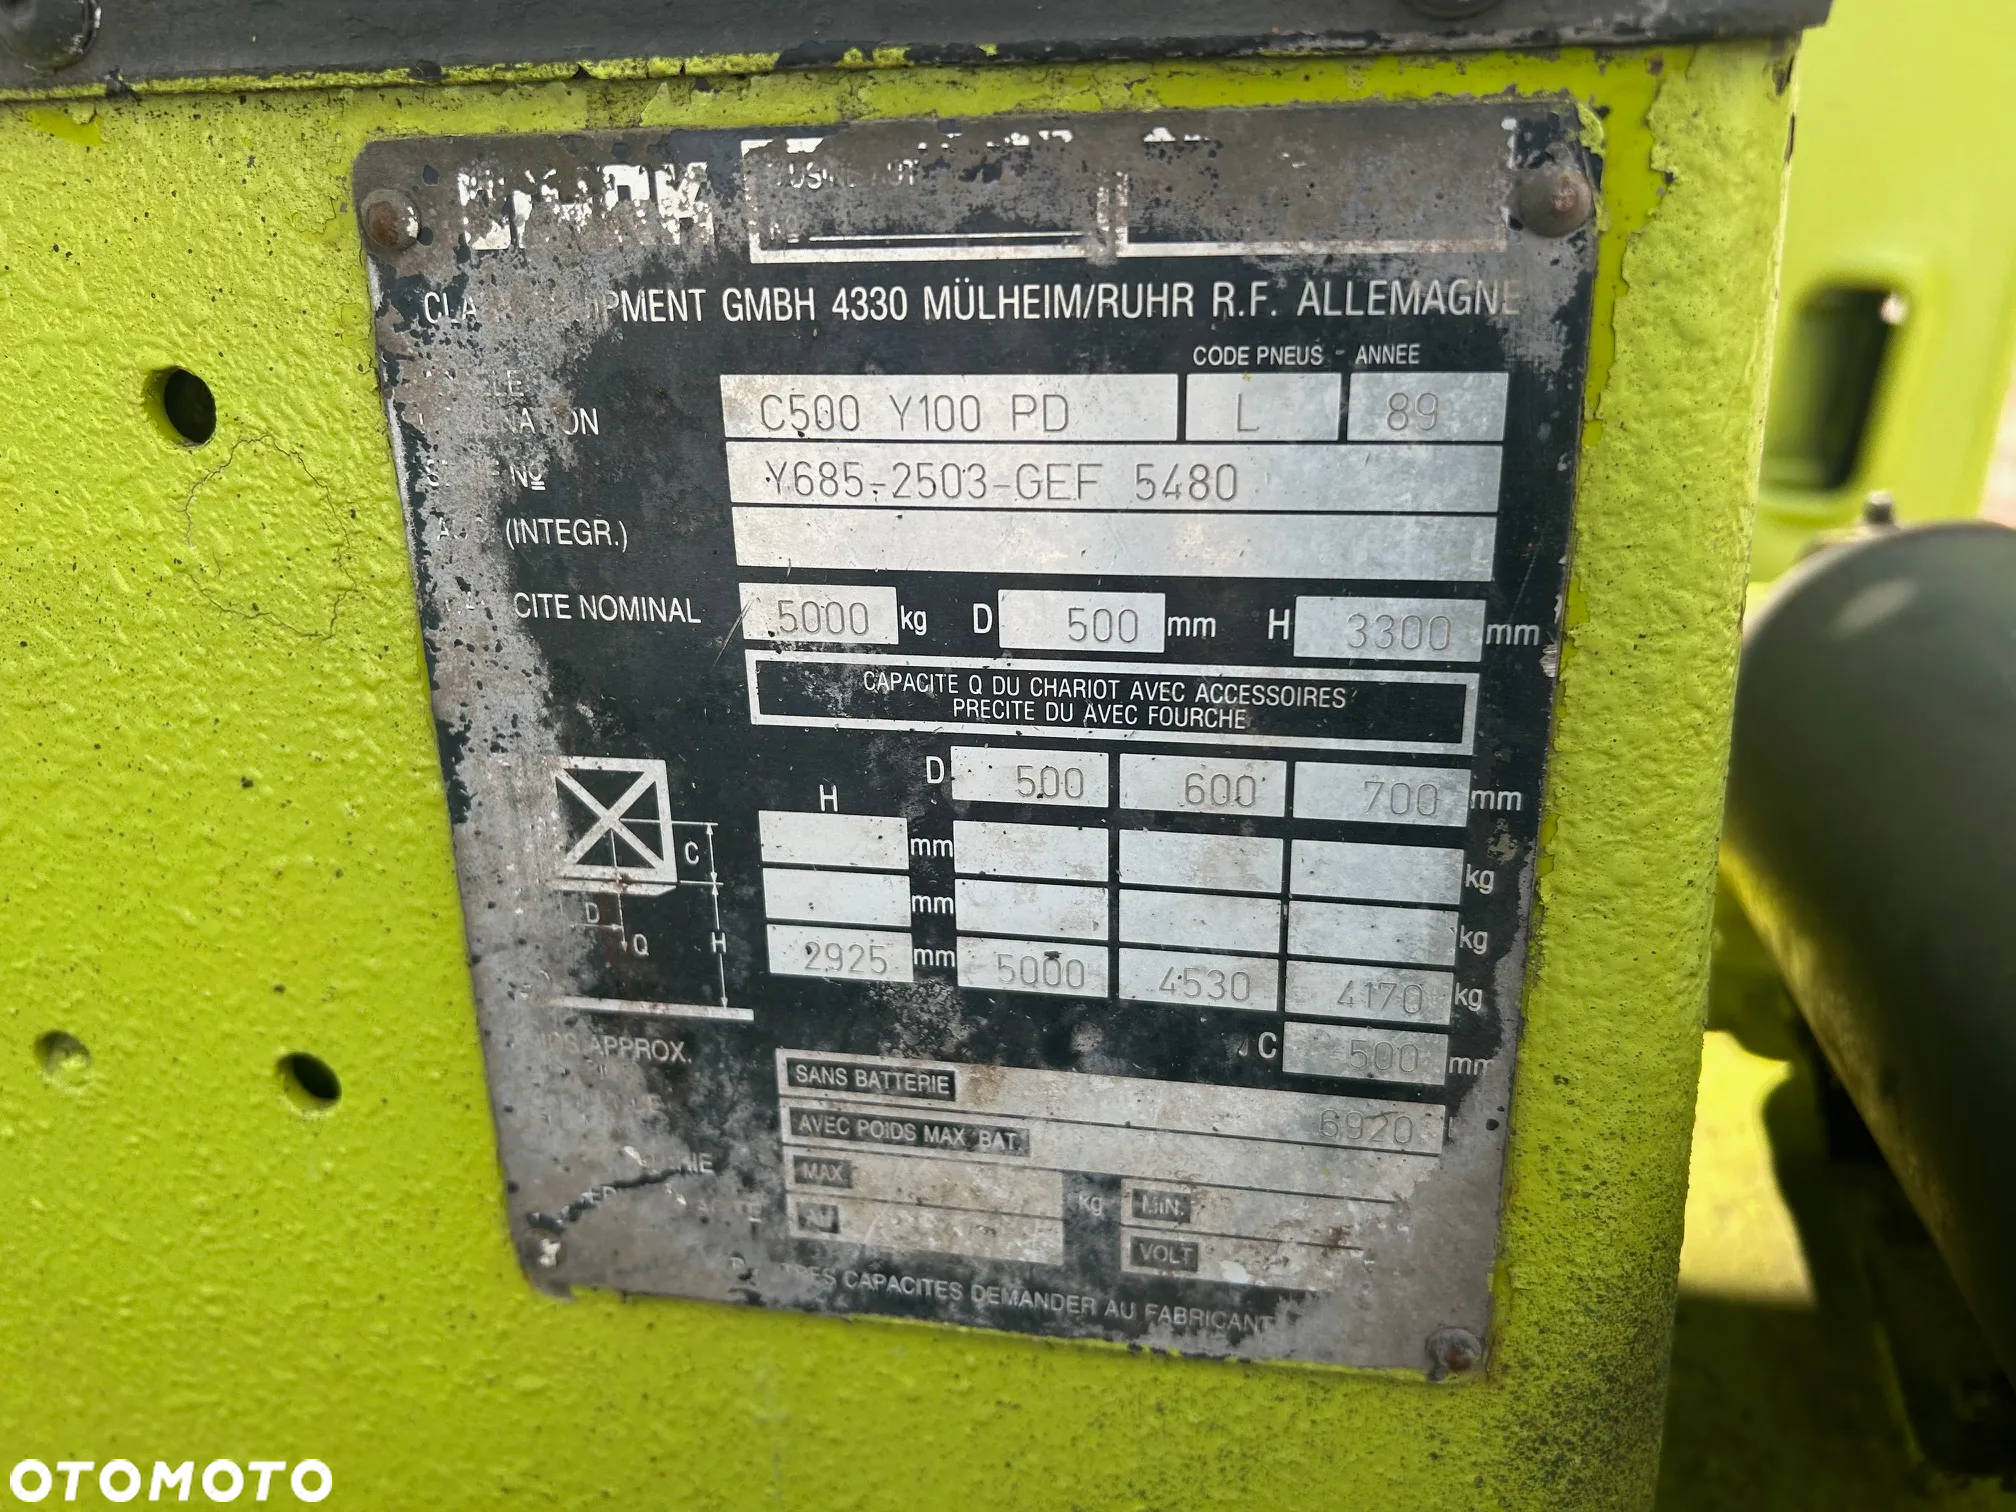 GMBH 4330 MÜLHEIM/RUHR R.F. ALLEMAGNE
CODE PNEUS - ANNEE
C500 Y100 PD L 89
Nº Y685-2503-GEF 5480
(INTEGR.)
NOMINAL 5000 kg D 500 mm H 3300 mm
CAPACITE Q DU CHARIOT AVEC ACCESSOIRES
PRECITE DU AVEC FOURCHE
D 500 600 700 mm
H
C mm kg
mm kg
D Q H 2925 mm 5000 4530 4170 kg
C 500 mm
APPROX.
SANS BATTERIE 6920
AVEC POIDS MAX BAT.
MAX kg MIN.
VOLT
CAPACITES DEMANDER AU FABRICANT
OTOMOTO